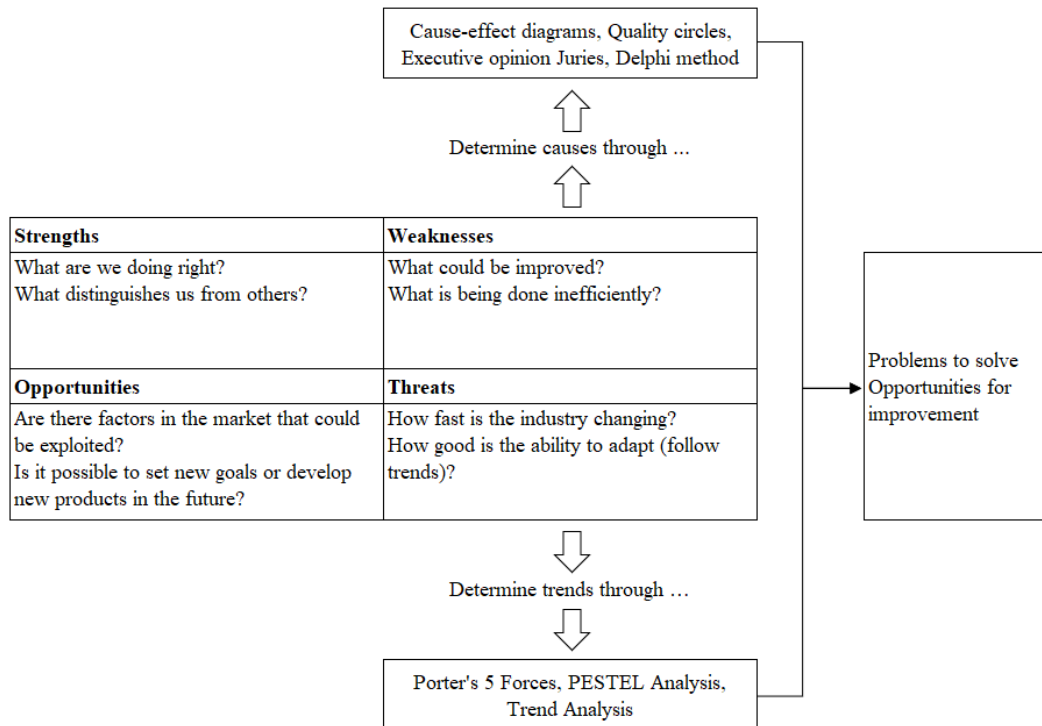 Cause-effect diagrams, Quality circles,
Executive opinion Juries, Delphi method
Determine causes through ...
Strengths
What are we doing right?
What distinguishes us from others?
Weaknesses
What could be improved?
What is being done inefficiently?
Opportunities
Are there factors in the market that could
be exploited?
Is it possible to set new goals or develop
new products in the future?
Threats
How fast is the industry changing?
How good is the ability to adapt (follow
trends)?
Problems to solve
Opportunities for
improvement
Determine trends through …
Porter's 5 Forces, PESTEL Analysis,
Trend Analysis